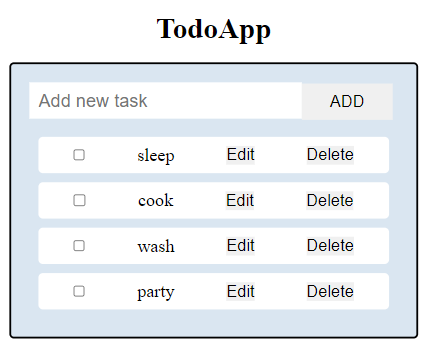 TodoApp
Add new task ADD
sleep Edit Delete
cook Edit Delete
wash Edit Delete
party Edit Delete